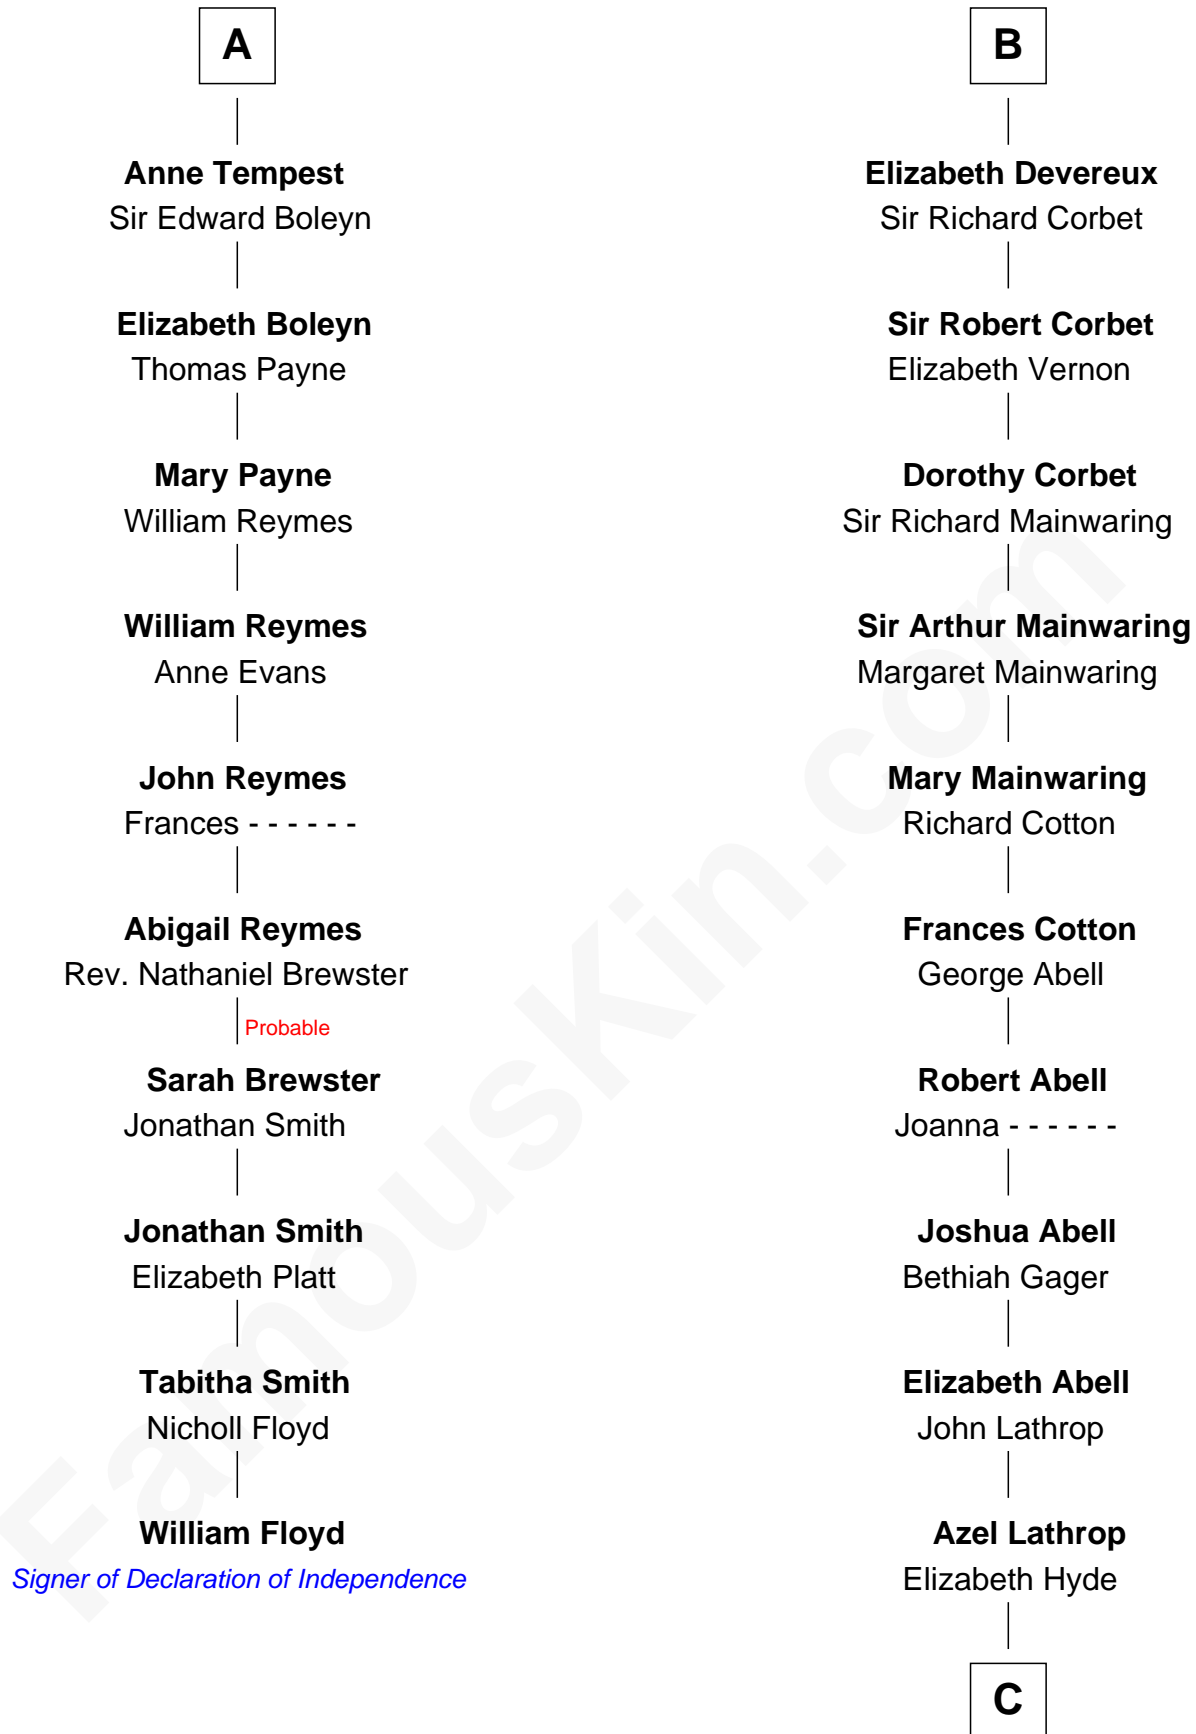 A
Anne Tempest
Sir Edward Boleyn
Elizabeth Boleyn
Thomas Payne
Mary Payne
William Reymes
William Reymes
Anne Evans
John Reymes
Frances - - - - - -
Abigail Reymes
Rev. Nathaniel Brewster
Probable
Sarah Brewster
Jonathan Smith
Jonathan Smith
Elizabeth Platt
Tabitha Smith
Nicholl Floyd
William Floyd
Signer of Declaration of Independence
B
Elizabeth Devereux
Sir Richard Corbet
Sir Robert Corbet
Elizabeth Vernon
Dorothy Corbet
Sir Richard Mainwaring
Sir Arthur Mainwaring
Margaret Mainwaring
Mary Mainwaring
Richard Cotton
Frances Cotton
George Abell
Robert Abell
Joanna - - - - - -
Joshua Abell
Bethiah Gager
Elizabeth Abell
John Lathrop
Azel Lathrop
Elizabeth Hyde
C
FamousKin.com